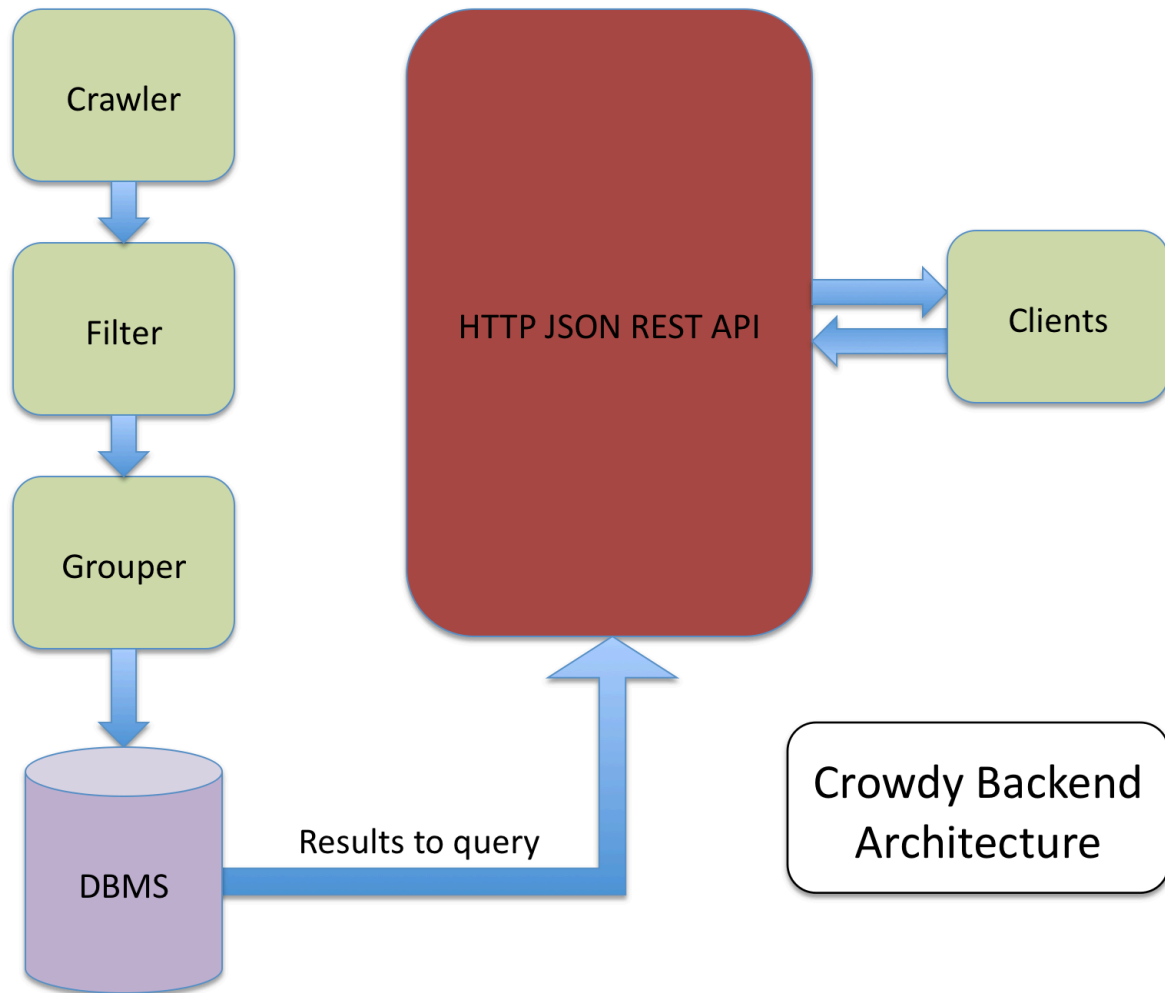 Crawler
Filter
Grouper
DBMS
Results to query
HTTP JSON REST API
Clients
Crowdy Backend
Architecture